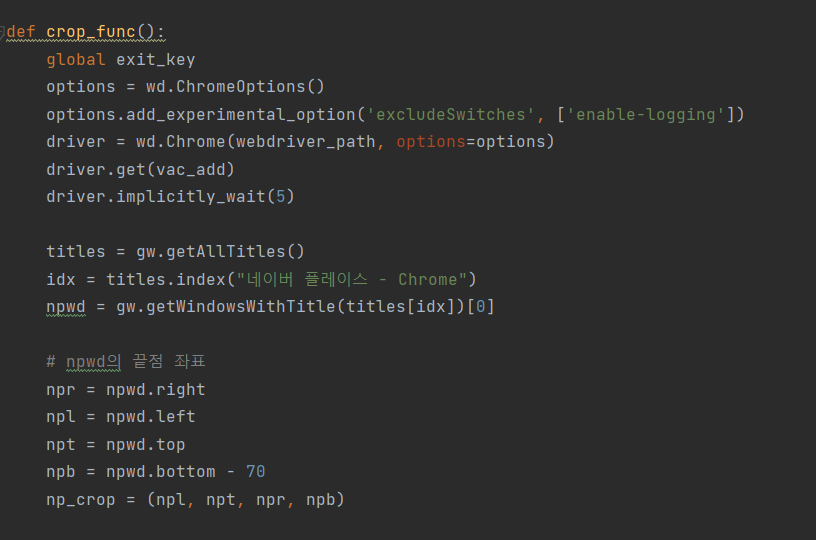 def crop_func():
    global exit_key
    options = wd.ChromeOptions()
    options.add_experimental_option('excludeSwitches', ['enable-logging'])
    driver = wd.Chrome(webdriver_path, options=options)
    driver.get(vac_add)
    driver.implicitly_wait(5)

    titles = gw.getAllTitles()
    idx = titles.index("네이버 플레이스 - Chrome")
    npwd = gw.getWindowsWithTitle(titles[idx])[0]

    # npwd의 끝점 좌표
    npr = npwd.right
    npl = npwd.left
    npt = npwd.top
    npb = npwd.bottom - 70
    np_crop = (npl, npt, npr, npb)